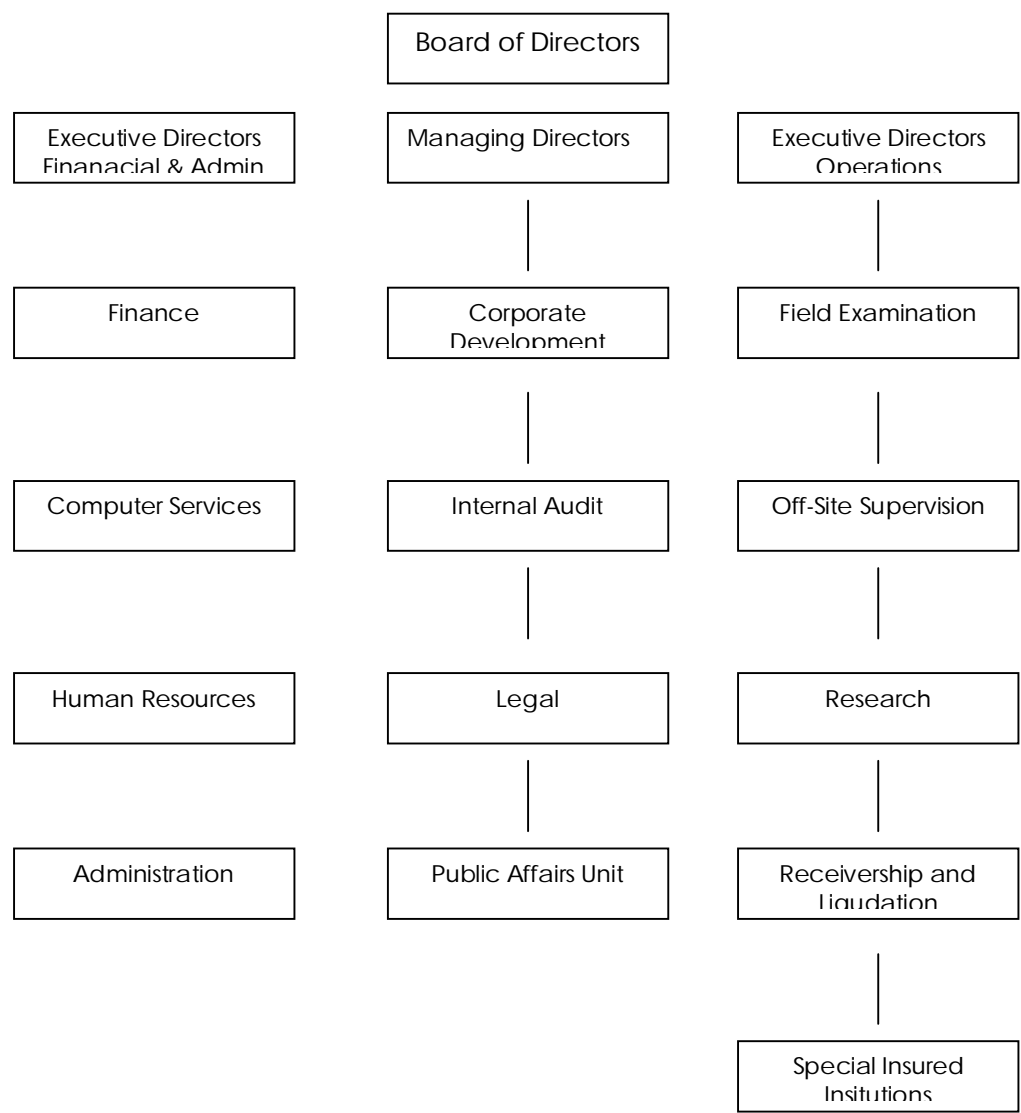 Board of Directors
Executive Directors
Finanacial & Admin
Managing Directors
Executive Directors
Operations
Finance
Corporate
Development
Field Examination
Computer Services
Internal Audit
Off-Site Supervision
Human Resources
Legal
Research
Administration
Public Affairs Unit
Receivership and
Liqudation
Special Insured
Insitutions